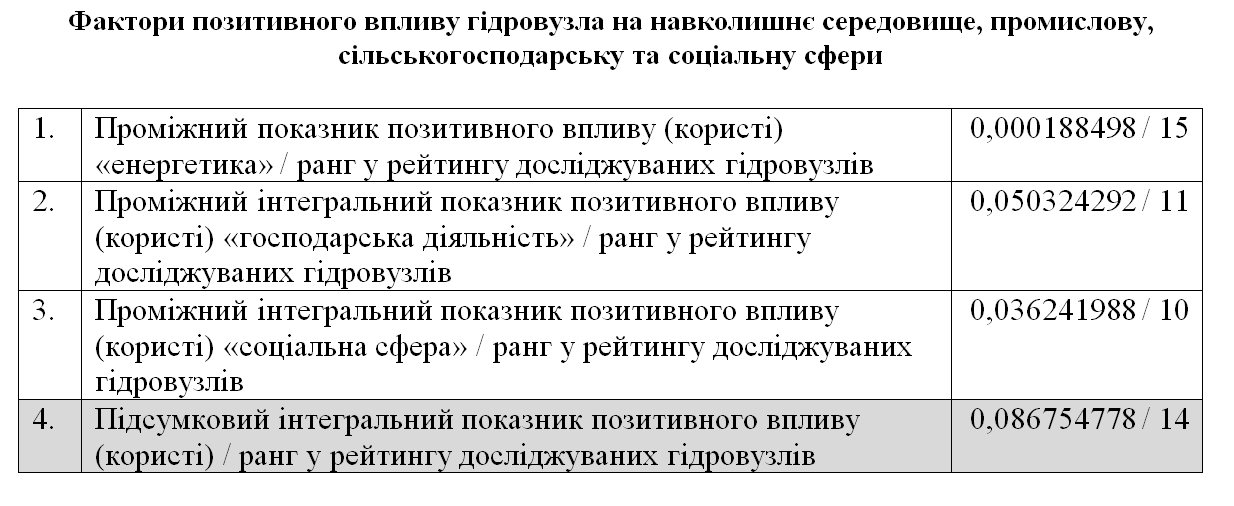 Фактори позитивного впливу гідровузла на навколишнє середовище, промислову,
сільськогосподарську та соціальну сфери
1. Проміжний показник позитивного впливу (користі) 0,000188498 / 15
«енергетика» / ранг у рейтингу досліджуваних гідровузлів
2. Проміжний інтегральний показник позитивного впливу 0,050324292 / 11
(користі) «господарська діяльність» / ранг у рейтингу
досліджуваних гідровузлів
3. Проміжний інтегральний показник позитивного впливу 0,036241988 / 10
(користі) «соціальна сфера» / ранг у рейтингу досліджуваних
гідровузлів
4. Підсумковий інтегральний показник позитивного впливу 0,086754778 / 14
(користі) / ранг у рейтингу досліджуваних гідровузлів